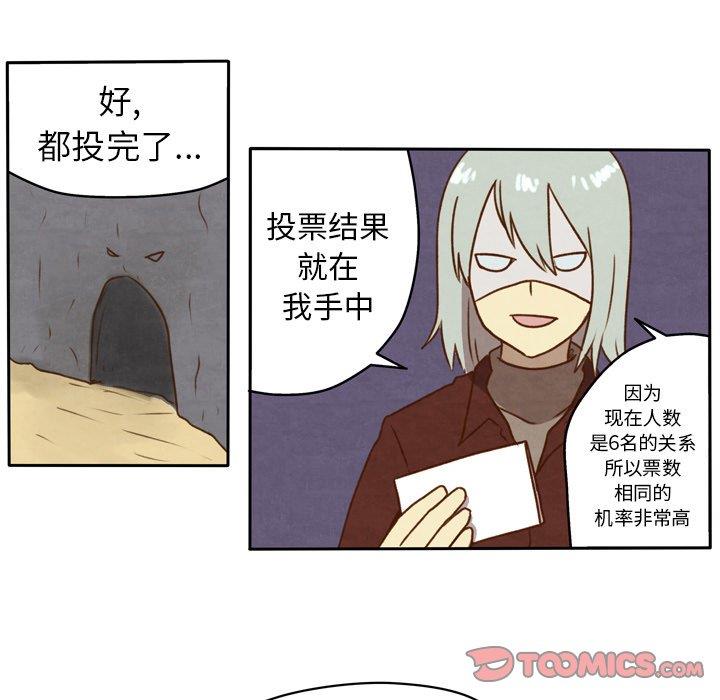 好,
都投完了...
投票结果
就在
我手中
因为
现在人数
是6名的关系
所以票数
相同的
机率非常高
TOOMICS.COM